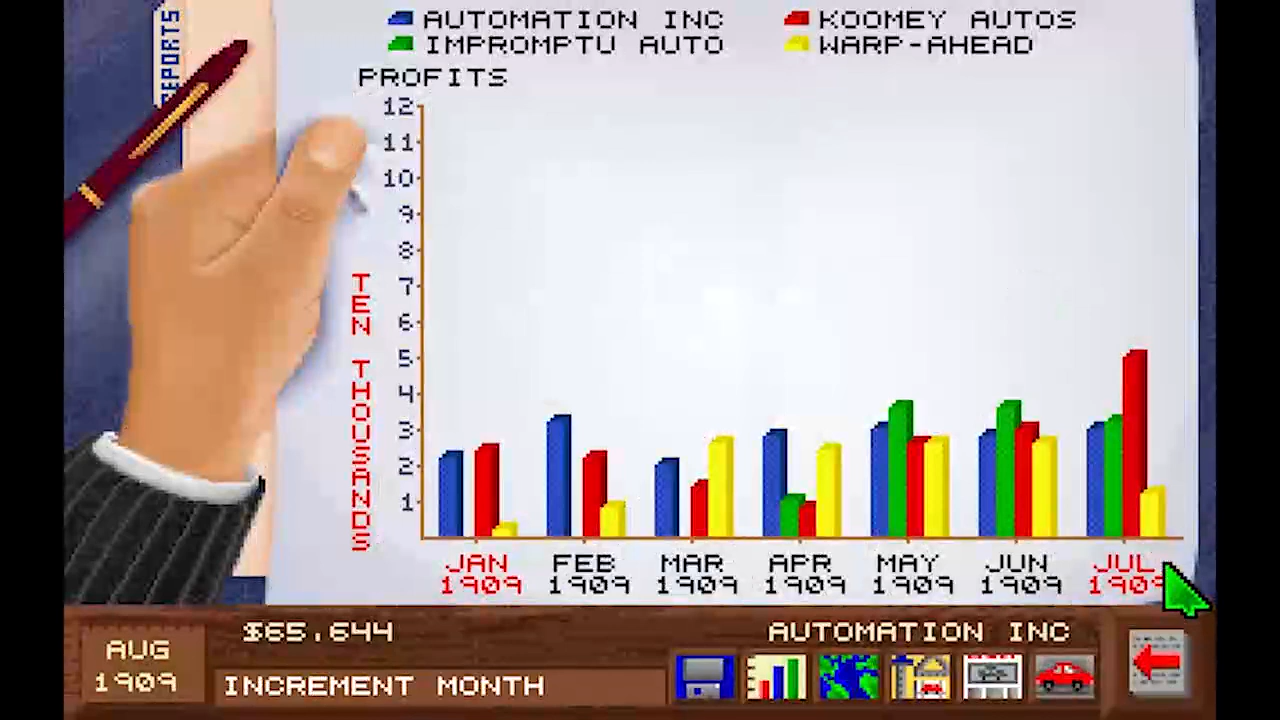 REPORTS
AUTOMATION INC
KOOMEY AUTOS
IMPROMPTU AUTO
WARP-AHEAD
PROFITS
12
11
10
9
8
7
6
5
4
3
2
1
TEN THOUSANDS
JAN FEB MAR APR MAY JUN JUL
1909 1909 1909 1909 1909 1909 1909
$65,644
AUTOMATION INC
AUG
1909
INCREMENT MONTH